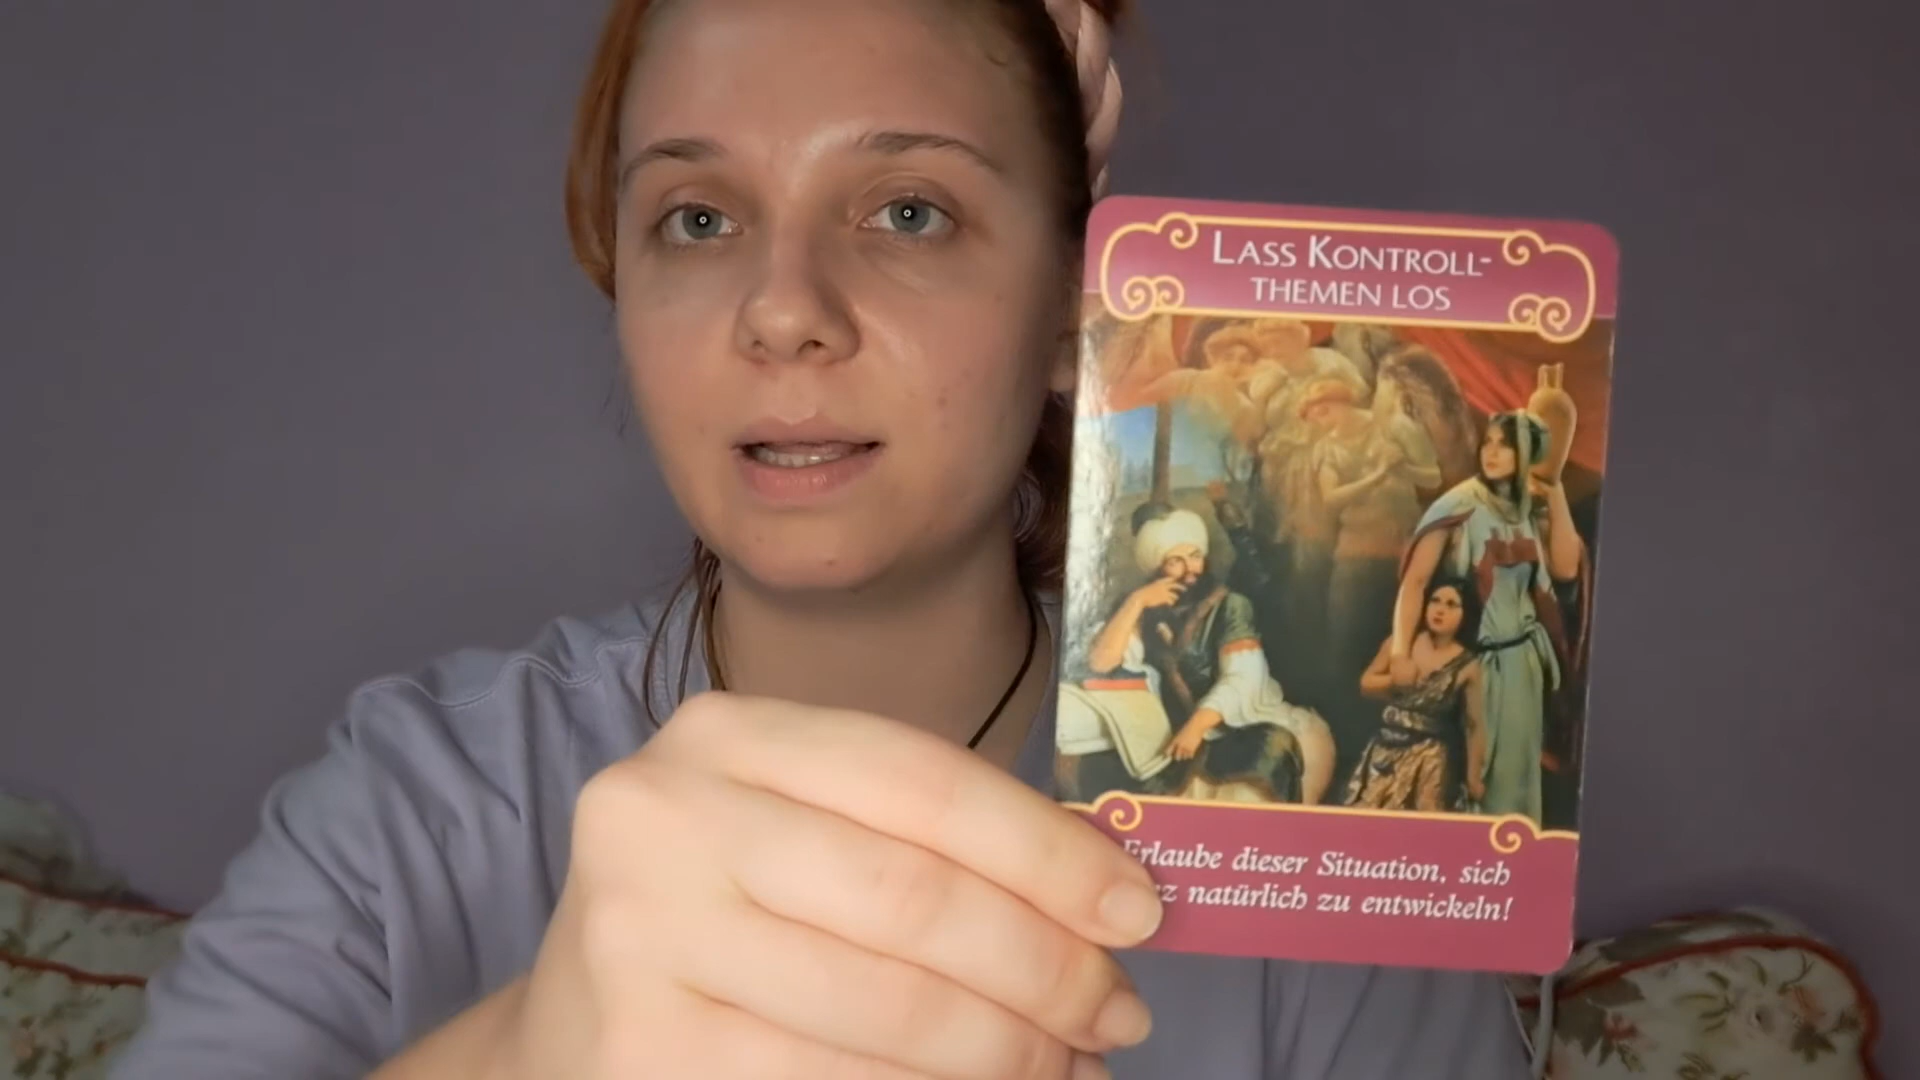 LASS KONTROLL-
THEMEN LOS
Erlaube dieser Situation, sich
natürlich zu entwickeln!